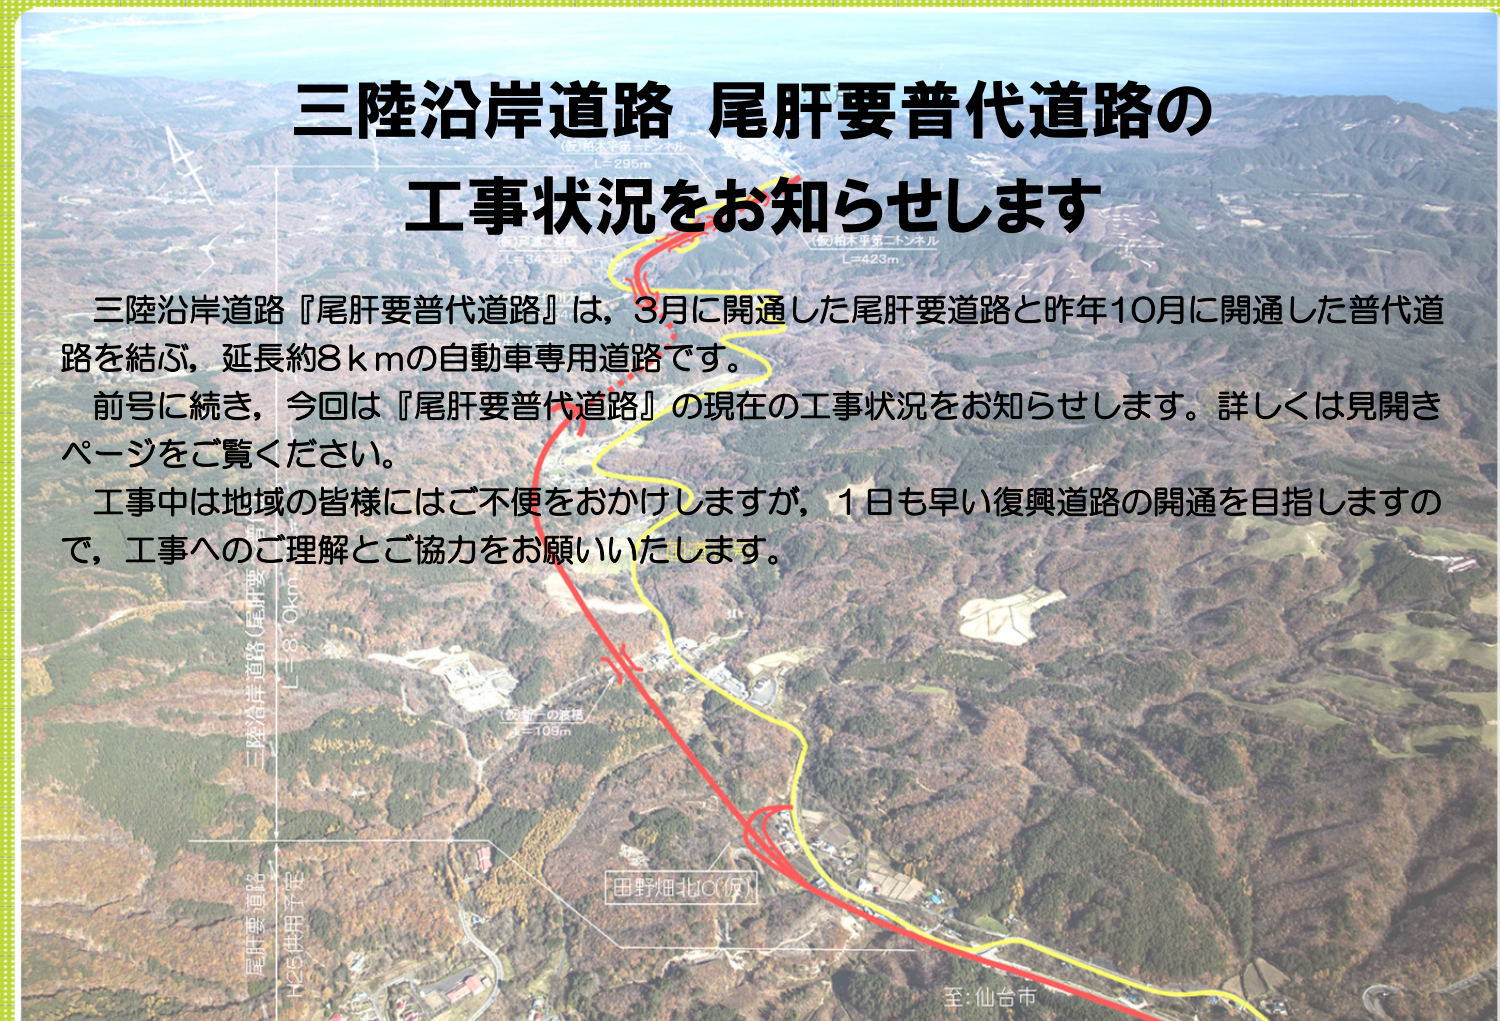 三陸沿岸道路 尾肝要普代道路の
工事状況をお知らせします
(仮)柏木平第一トンネル
L=295m
(仮)柏木平第二トンネル
L=423m
　三陸沿岸道路『尾肝要普代道路』は，3月に開通した尾肝要道路と昨年10月に開通した普代道
路を結ぶ，延長約8ｋｍの自動車専用道路です。
　前号に続き，今回は『尾肝要普代道路』の現在の工事状況をお知らせします。詳しくは見開き
ページをご覧ください。
　工事中は地域の皆様にはご不便をおかけしますが，１日も早い復興道路の開通を目指しますの
で，工事へのご理解とご協力をお願いいたします。
三陸沿岸道路(尾肝要
L=8.0km
の渡橋
L=109m
田野畑北IC(仮)
尾肝要道路
H25供用予定
至:仙台市